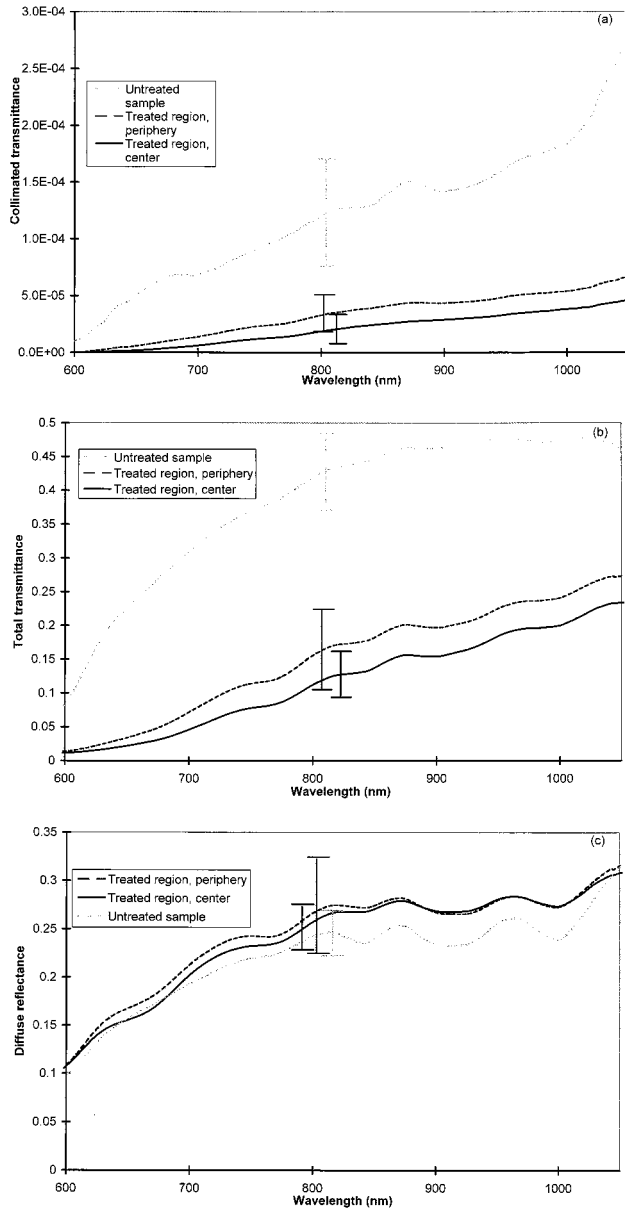 (a)
3.0E-04
2.5E-04
2.0E-04
1.5E-04
1.0E-04
5.0E-05
0.0E+00
Collimated transmittance
Untreated
sample
Treated region,
periphery
Treated region,
center
600
700
800
900
1000
Wavelength (nm)
(b)
0.5
0.45
0.4
0.35
0.3
0.25
0.2
0.15
0.1
0.05
0
Total transmittance
Untreated sample
Treated region, periphery
Treated region, center
600
700
800
900
1000
Wavelength (nm)
(c)
0.35
0.3
0.25
0.2
0.15
0.1
0.05
0
Diffuse reflectance
Treated region, periphery
Treated region, center
Untreated sample
600
700
800
900
1000
Wavelength (nm)